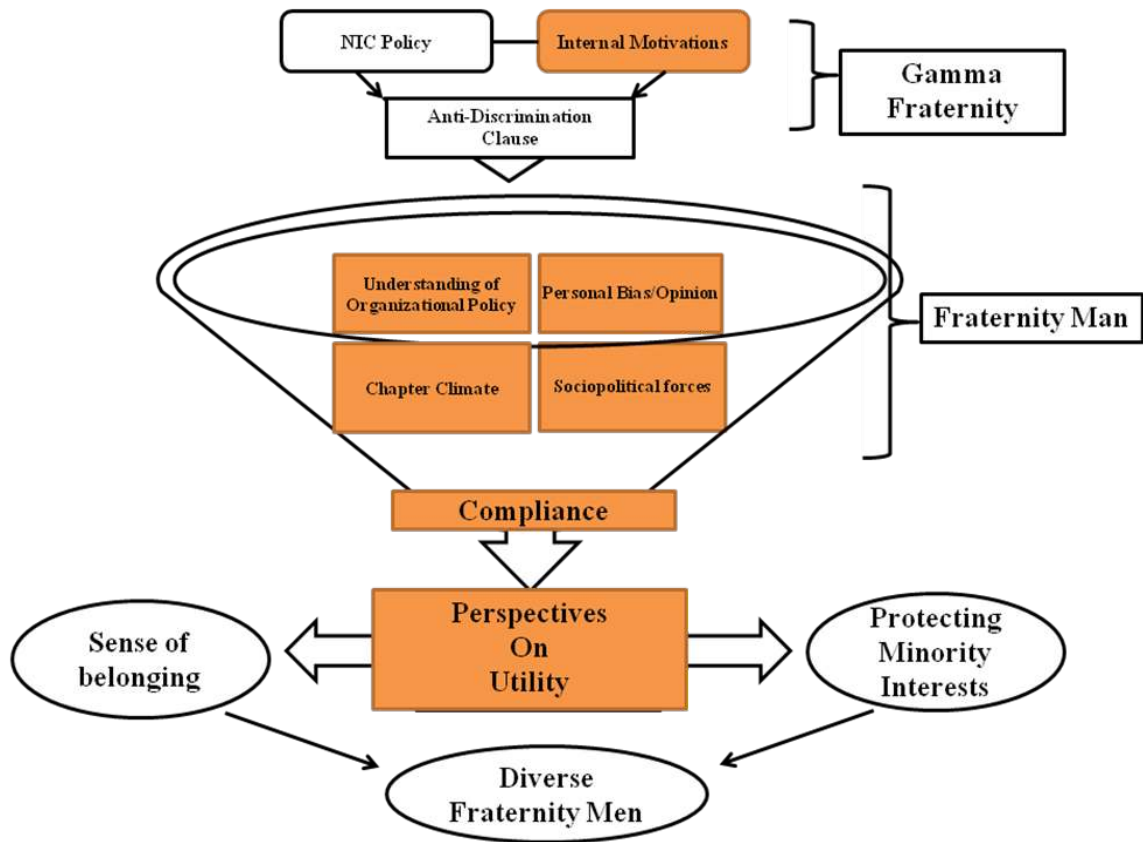 NIC Policy
Internal Motivations
Gamma
Fraternity
Anti-Discrimination
Clause
Understanding of
Organizational Policy
Personal Bias/Opinion
Fraternity Man
Chapter Climate
Sociopolitical forces
Compliance
Perspectives
On
Utility
Sense of
belonging
Protecting
Minority
Interests
Diverse
Fraternity Men